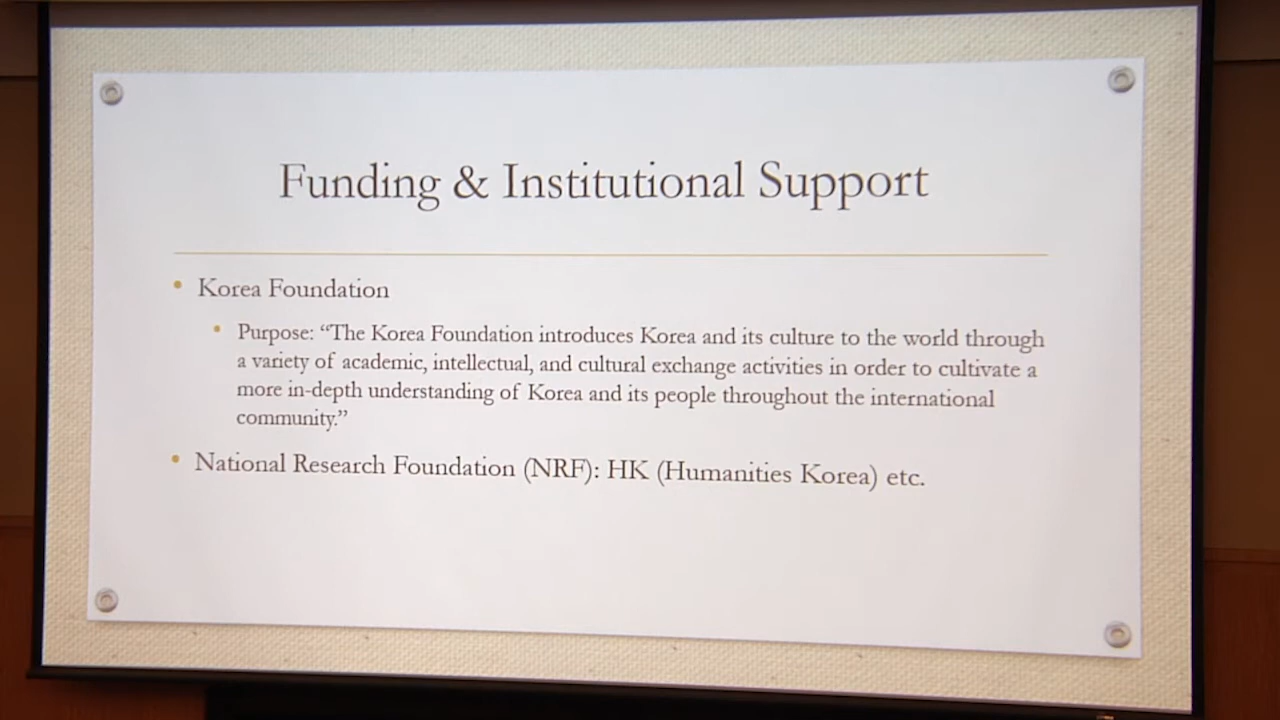 Funding & Institutional Support
• Korea Foundation
• Purpose: “The Korea Foundation introduces Korea and its culture to the world through
a variety of academic, intellectual, and cultural exchange activities in order to cultivate a
more in-depth understanding of Korea and its people throughout the international
community.”
• National Research Foundation (NRF): HK (Humanities Korea) etc.